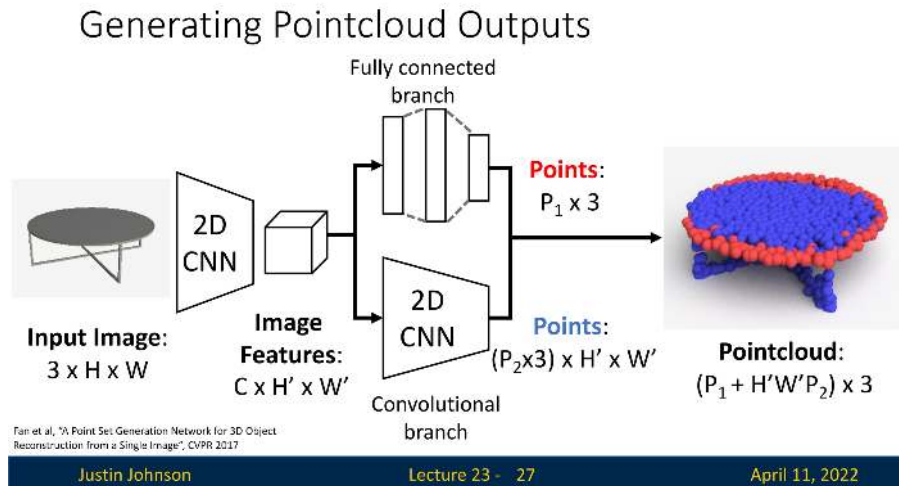 Generating Pointcloud Outputs
Fully connected
branch
2D
CNN
Input Image:
3 x H x W
Image
Features:
C x H' x W'
2D
CNN
Convolutional
branch
Points:
P₁ x 3
Points:
(P₂x3) x H' x W'
Pointcloud:
(P₁ + H'W'P₂) x 3
Fan et al, "A Point Set Generation Network for 3D Object
Reconstruction from a Single Image", CVPR 2017
Justin Johnson
Lecture 23 - 27
April 11, 2022